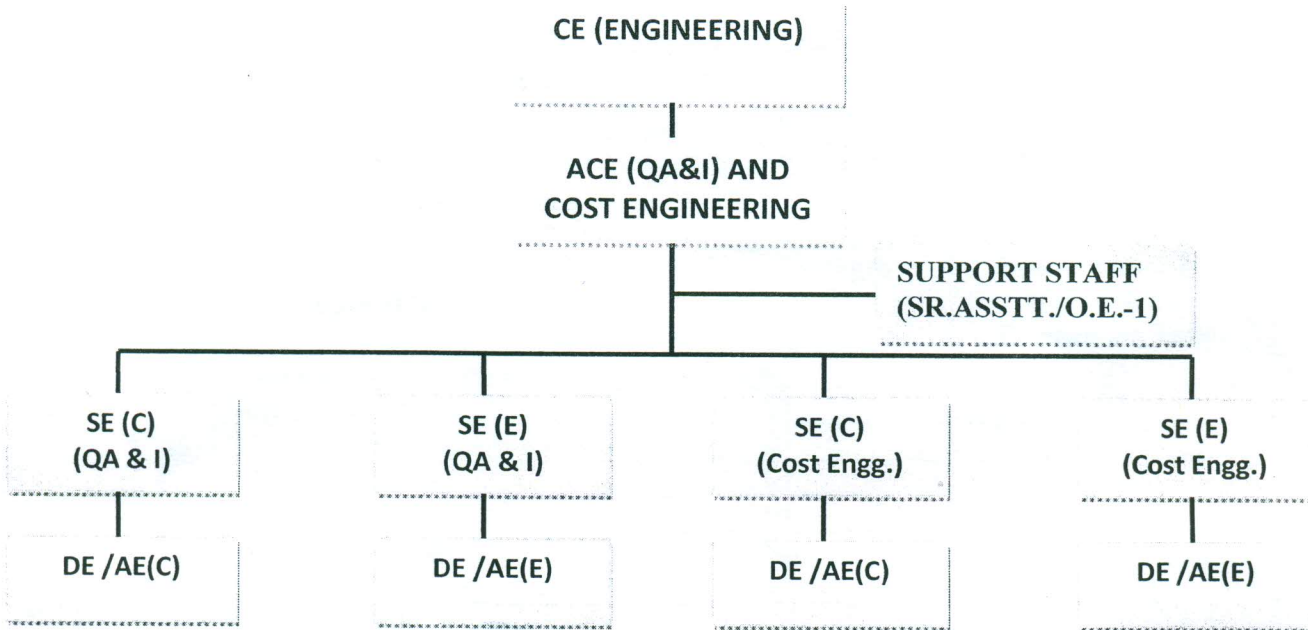 CE (ENGINEERING)
ACE (QA&I) AND
COST ENGINEERING
SUPPORT STAFF
(SR.ASSTT./O.E.-1)
SE (C)
(QA & I)
SE (E)
(QA & I)
SE (C)
(Cost Engg.)
SE (E)
(Cost Engg.)
DE /AE(C)
DE /AE(E)
DE /AE(C)
DE /AE(E)